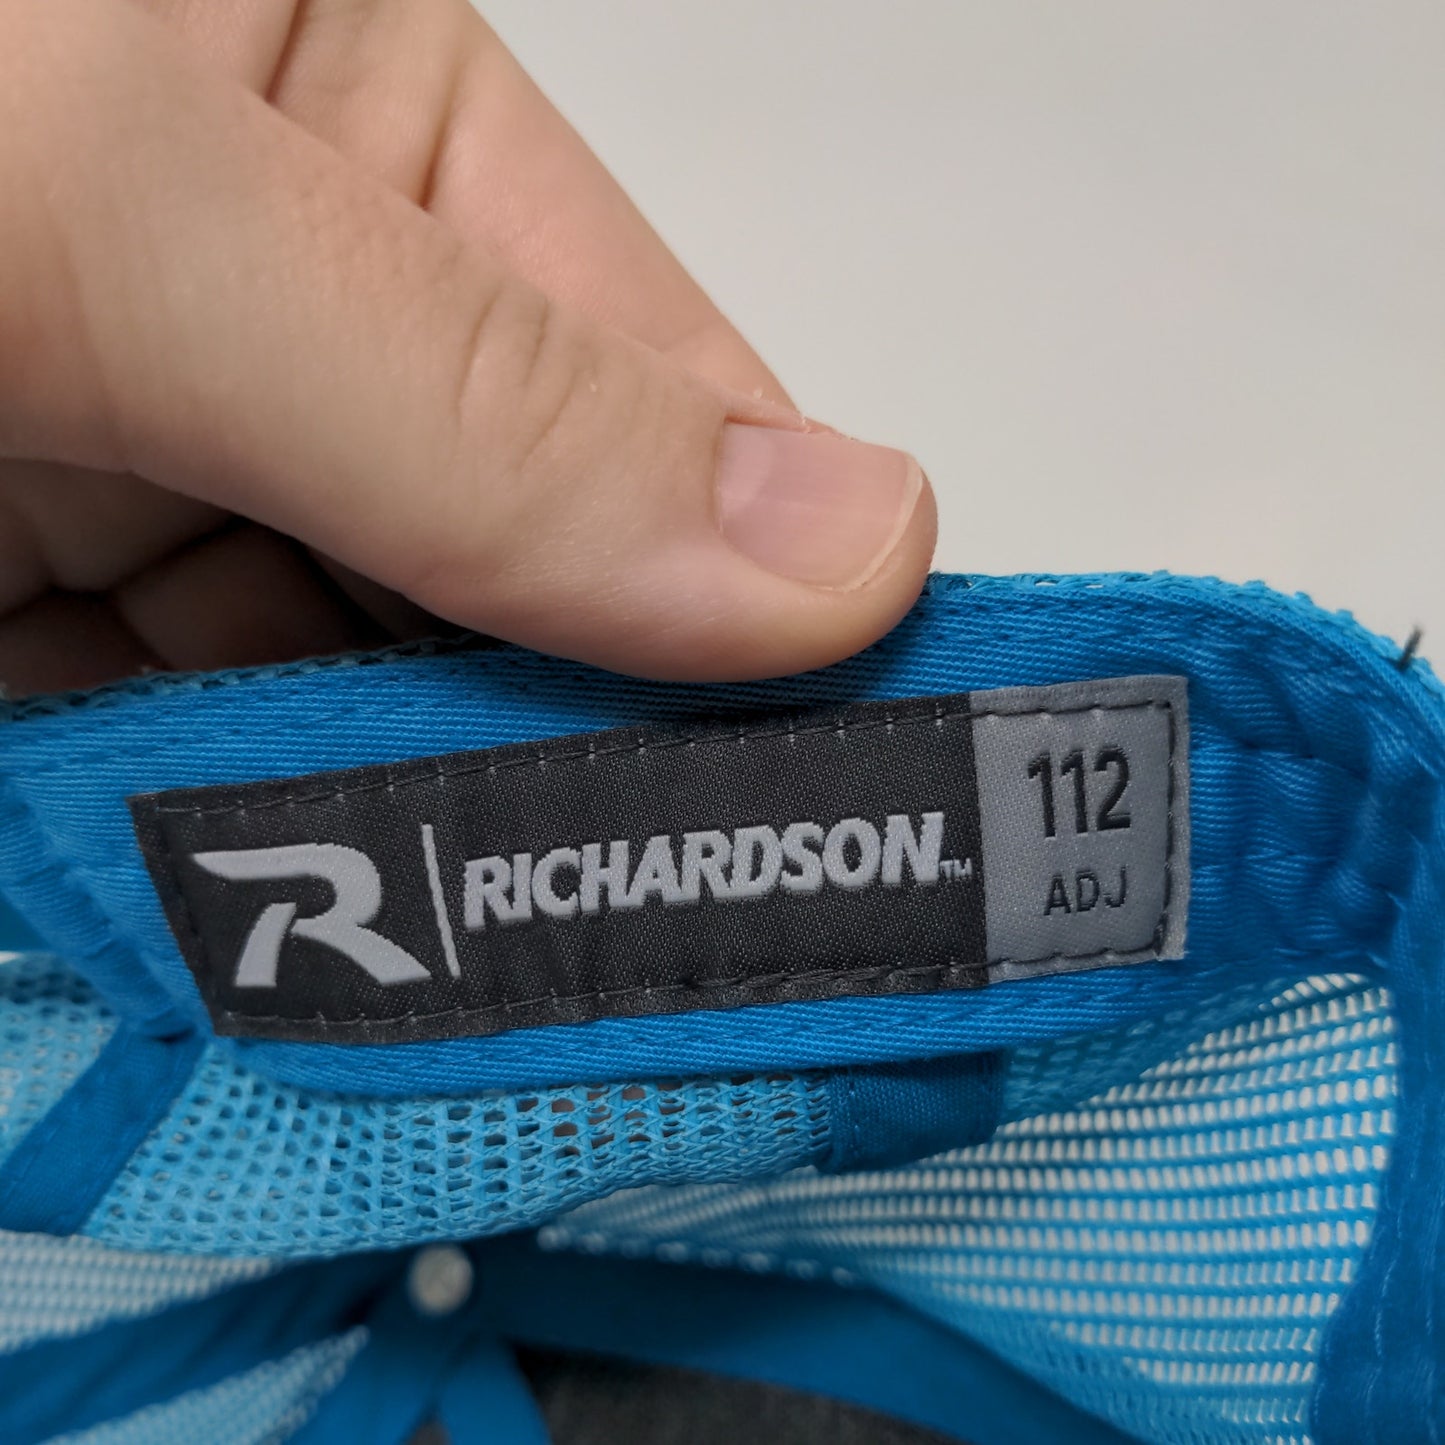 R | RICHARDSON™
112
ADJ